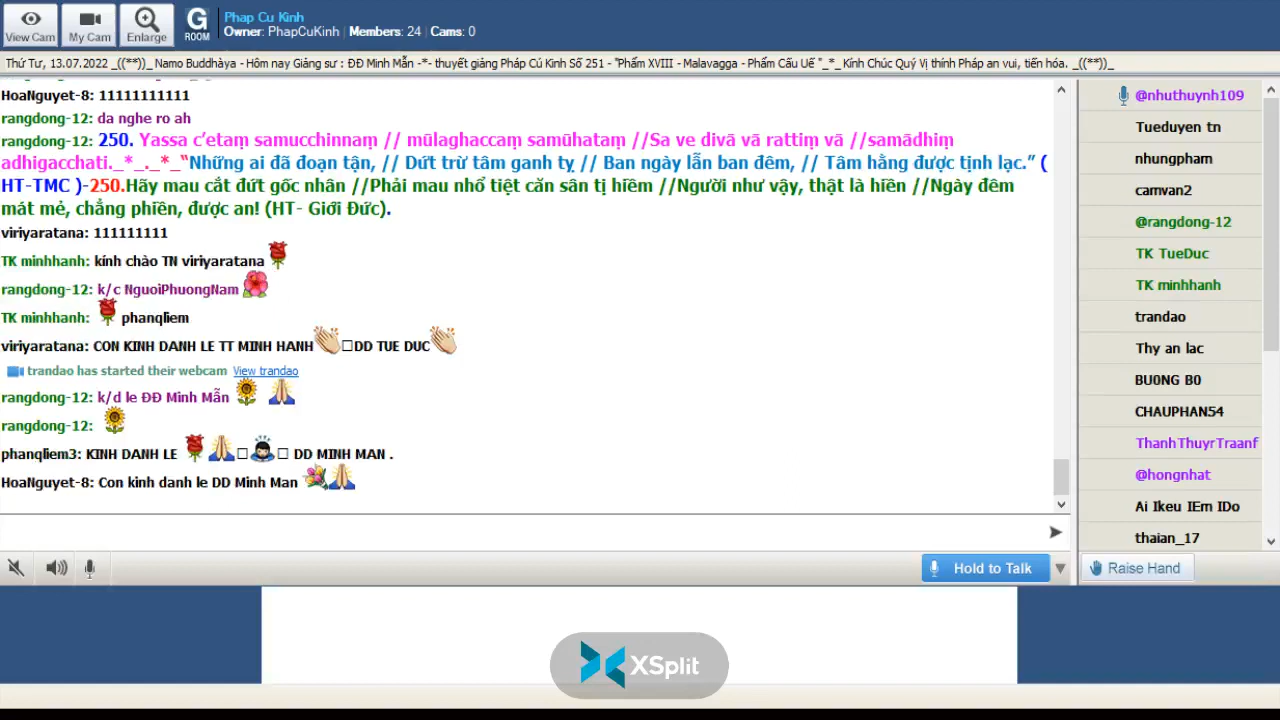 View Cam
My Cam
Enlarge
G
ROOM
Phap Cu Kinh
Owner: PhapCuKinh | Members: 24 | Cams: 0
Thứ Tư, 13.07.2022 _((**))_ Namo Buddhàya - Hôm nay Giảng sư : ĐĐ Minh Mẫn -*- thuyết giảng Pháp Cú Kinh Số 251 - "Phẩm XVIII - Malavagga - Phẩm Cấu Uế "_*_ Kính Chúc Quý Vị thính Pháp an vui, tiến hóa. _((**))_
HoaNguyet-8: 11111111111
rangdong-12: da nghe ro ah
rangdong-12: 250. Yassa c’etaṃ samucchinnaṃ // mūlaghaccaṃ samūhataṃ //Sa ve divā vā rattiṃ vā //samādhiṃ
adhigacchati._*_._*_“Những ai đã đoạn tận, // Dứt trừ tâm ganh tỵ // Ban ngày lẫn ban đêm, // Tâm hằng được tịnh lạc.” (
HT-TMC )-250.Hãy mau cắt đứt gốc nhân //Phải mau nhổ tiệt căn sân tị hiềm //Người như vậy, thật là hiền //Ngày đêm
mát mẻ, chẳng phiền, được an! (HT- Giới Đức).
viriyaratana: 111111111
TK minhhanh: kính chào TN viriyaratana
rangdong-12: k/c NguoiPhuongNam
TK minhhanh: phanqliem
viriyaratana: CON KINH DANH LE TT MINH HANH DD TUE DUC
trandao has started their webcam View trandao
rangdong-12: k/d le ĐĐ Minh Mẫn
rangdong-12:
phanqliem3: KINH DANH LE DD MINH MAN .
HoaNguyet-8: Con kinh danh le DD Minh Man
Hold to Talk
@nhuthuynh109
Tueduyen tn
nhungpham
camvan2
@rangdong-12
TK TueDuc
TK minhhanh
trandao
Thy an lac
BU0NG B0
CHAUPHAN54
ThanhThuyrTraanf
@hongnhat
Ai Ikeu IEm IDo
thaian_17
Raise Hand
XSplit